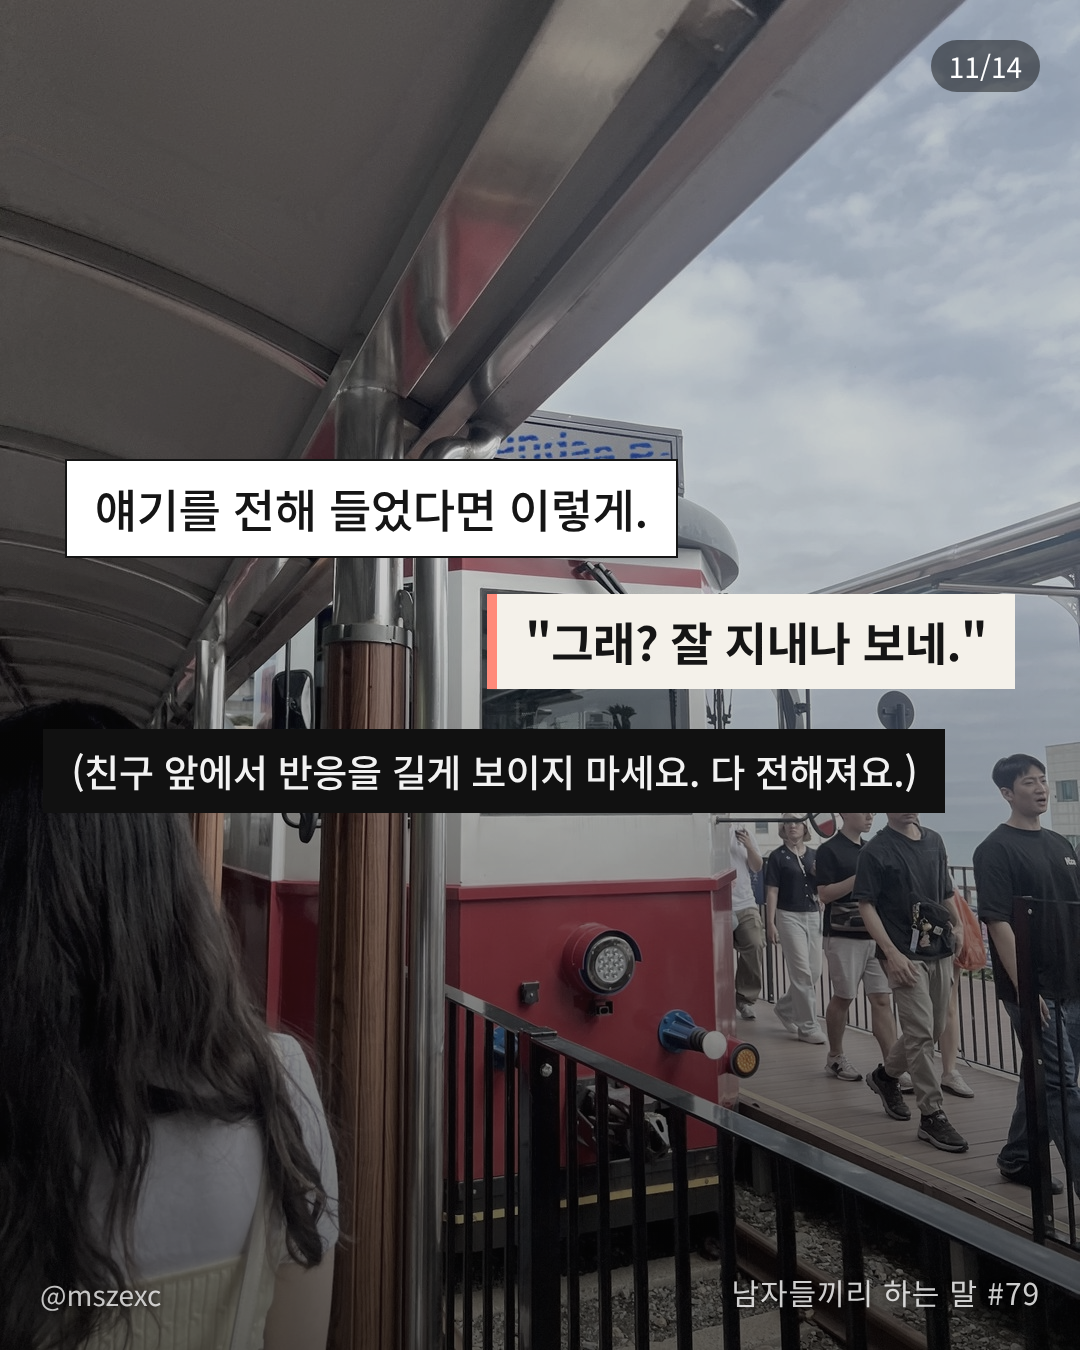 11/14
얘기를 전해 들었다면 이렇게.
"그래? 잘 지내나 보네."
(친구 앞에서 반응을 길게 보이지 마세요. 다 전해져요.)
@mszexc
남자들끼리 하는 말 #79